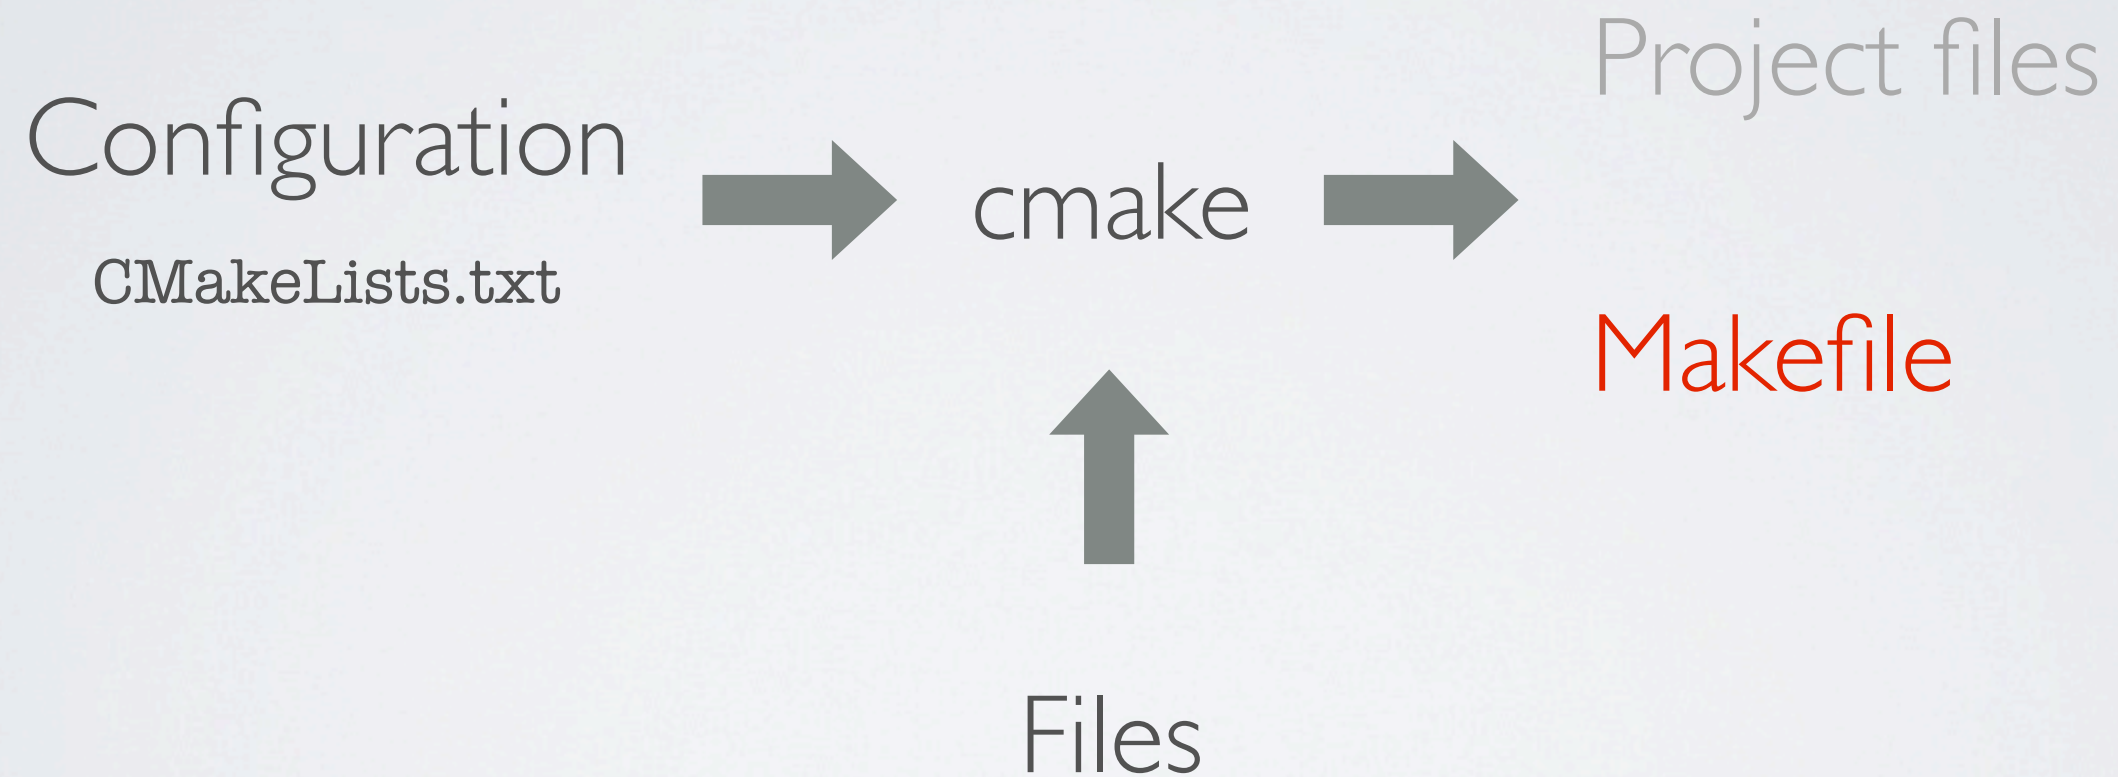 Project files
Configuration
cmake
CMakeLists.txt
Makefile
Files